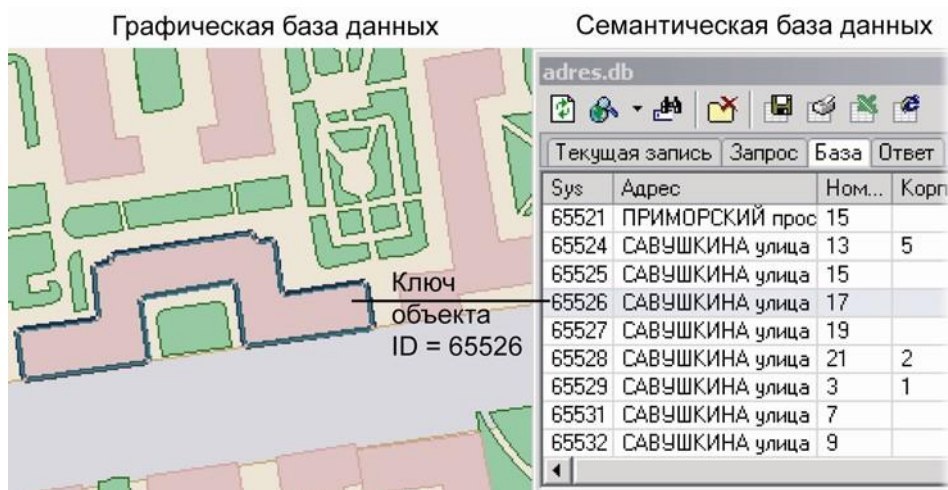 Графическая база данных
Семантическая база данных
adres.db
Текущая запись Запрос База Ответ
Sys Адрес Ном... Корп
65521 ПРИМОРСКИЙ прос 15
65524 САВУШКИНА улица 13 5
65525 САВУШКИНА улица 15
65526 САВУШКИНА улица 17
65527 САВУШКИНА улица 19
65528 САВУШКИНА улица 21 2
65529 САВУШКИНА улица 3 1
65531 САВУШКИНА улица 7
65532 САВУШКИНА улица 9
Ключ
объекта
ID = 65526